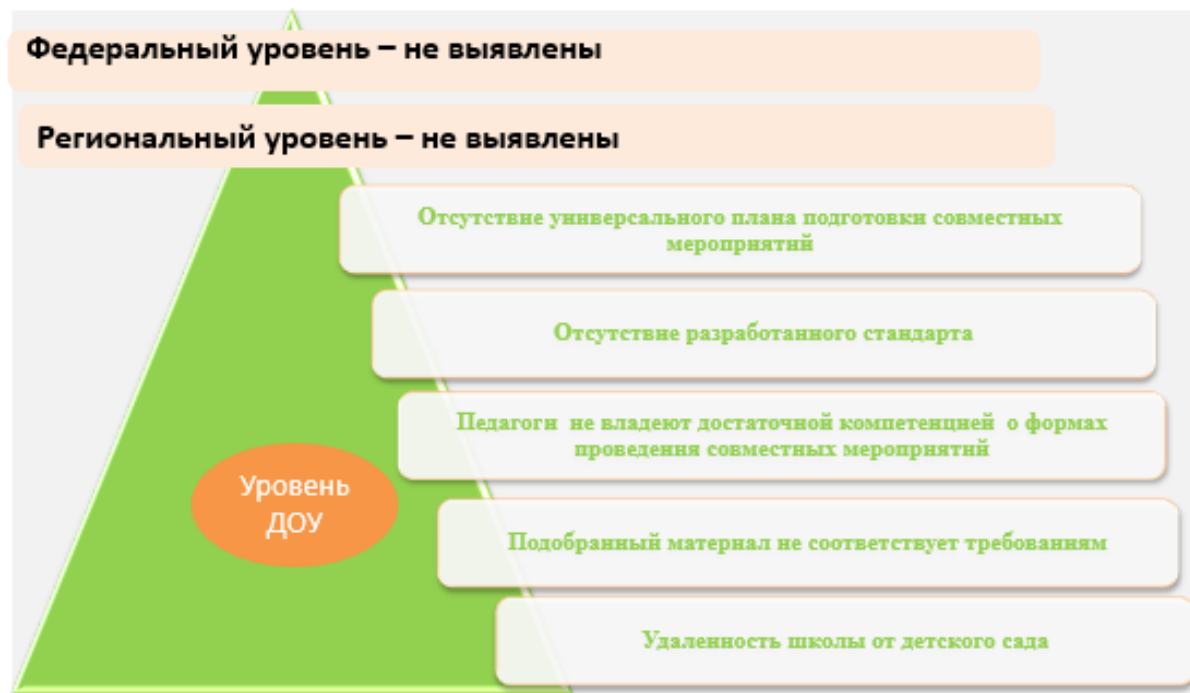 Федеральный уровень – не выявлены
Региональный уровень – не выявлены
Отсутствие универсального плана подготовки совместных
мероприятий
Отсутствие разработанного стандарта
Педагоги не владеют достаточной компетенцией о формах
проведения совместных мероприятий
Уровень
ДОУ
Подобранный материал не соответствует требованиям
Удаленность школы от детского сада